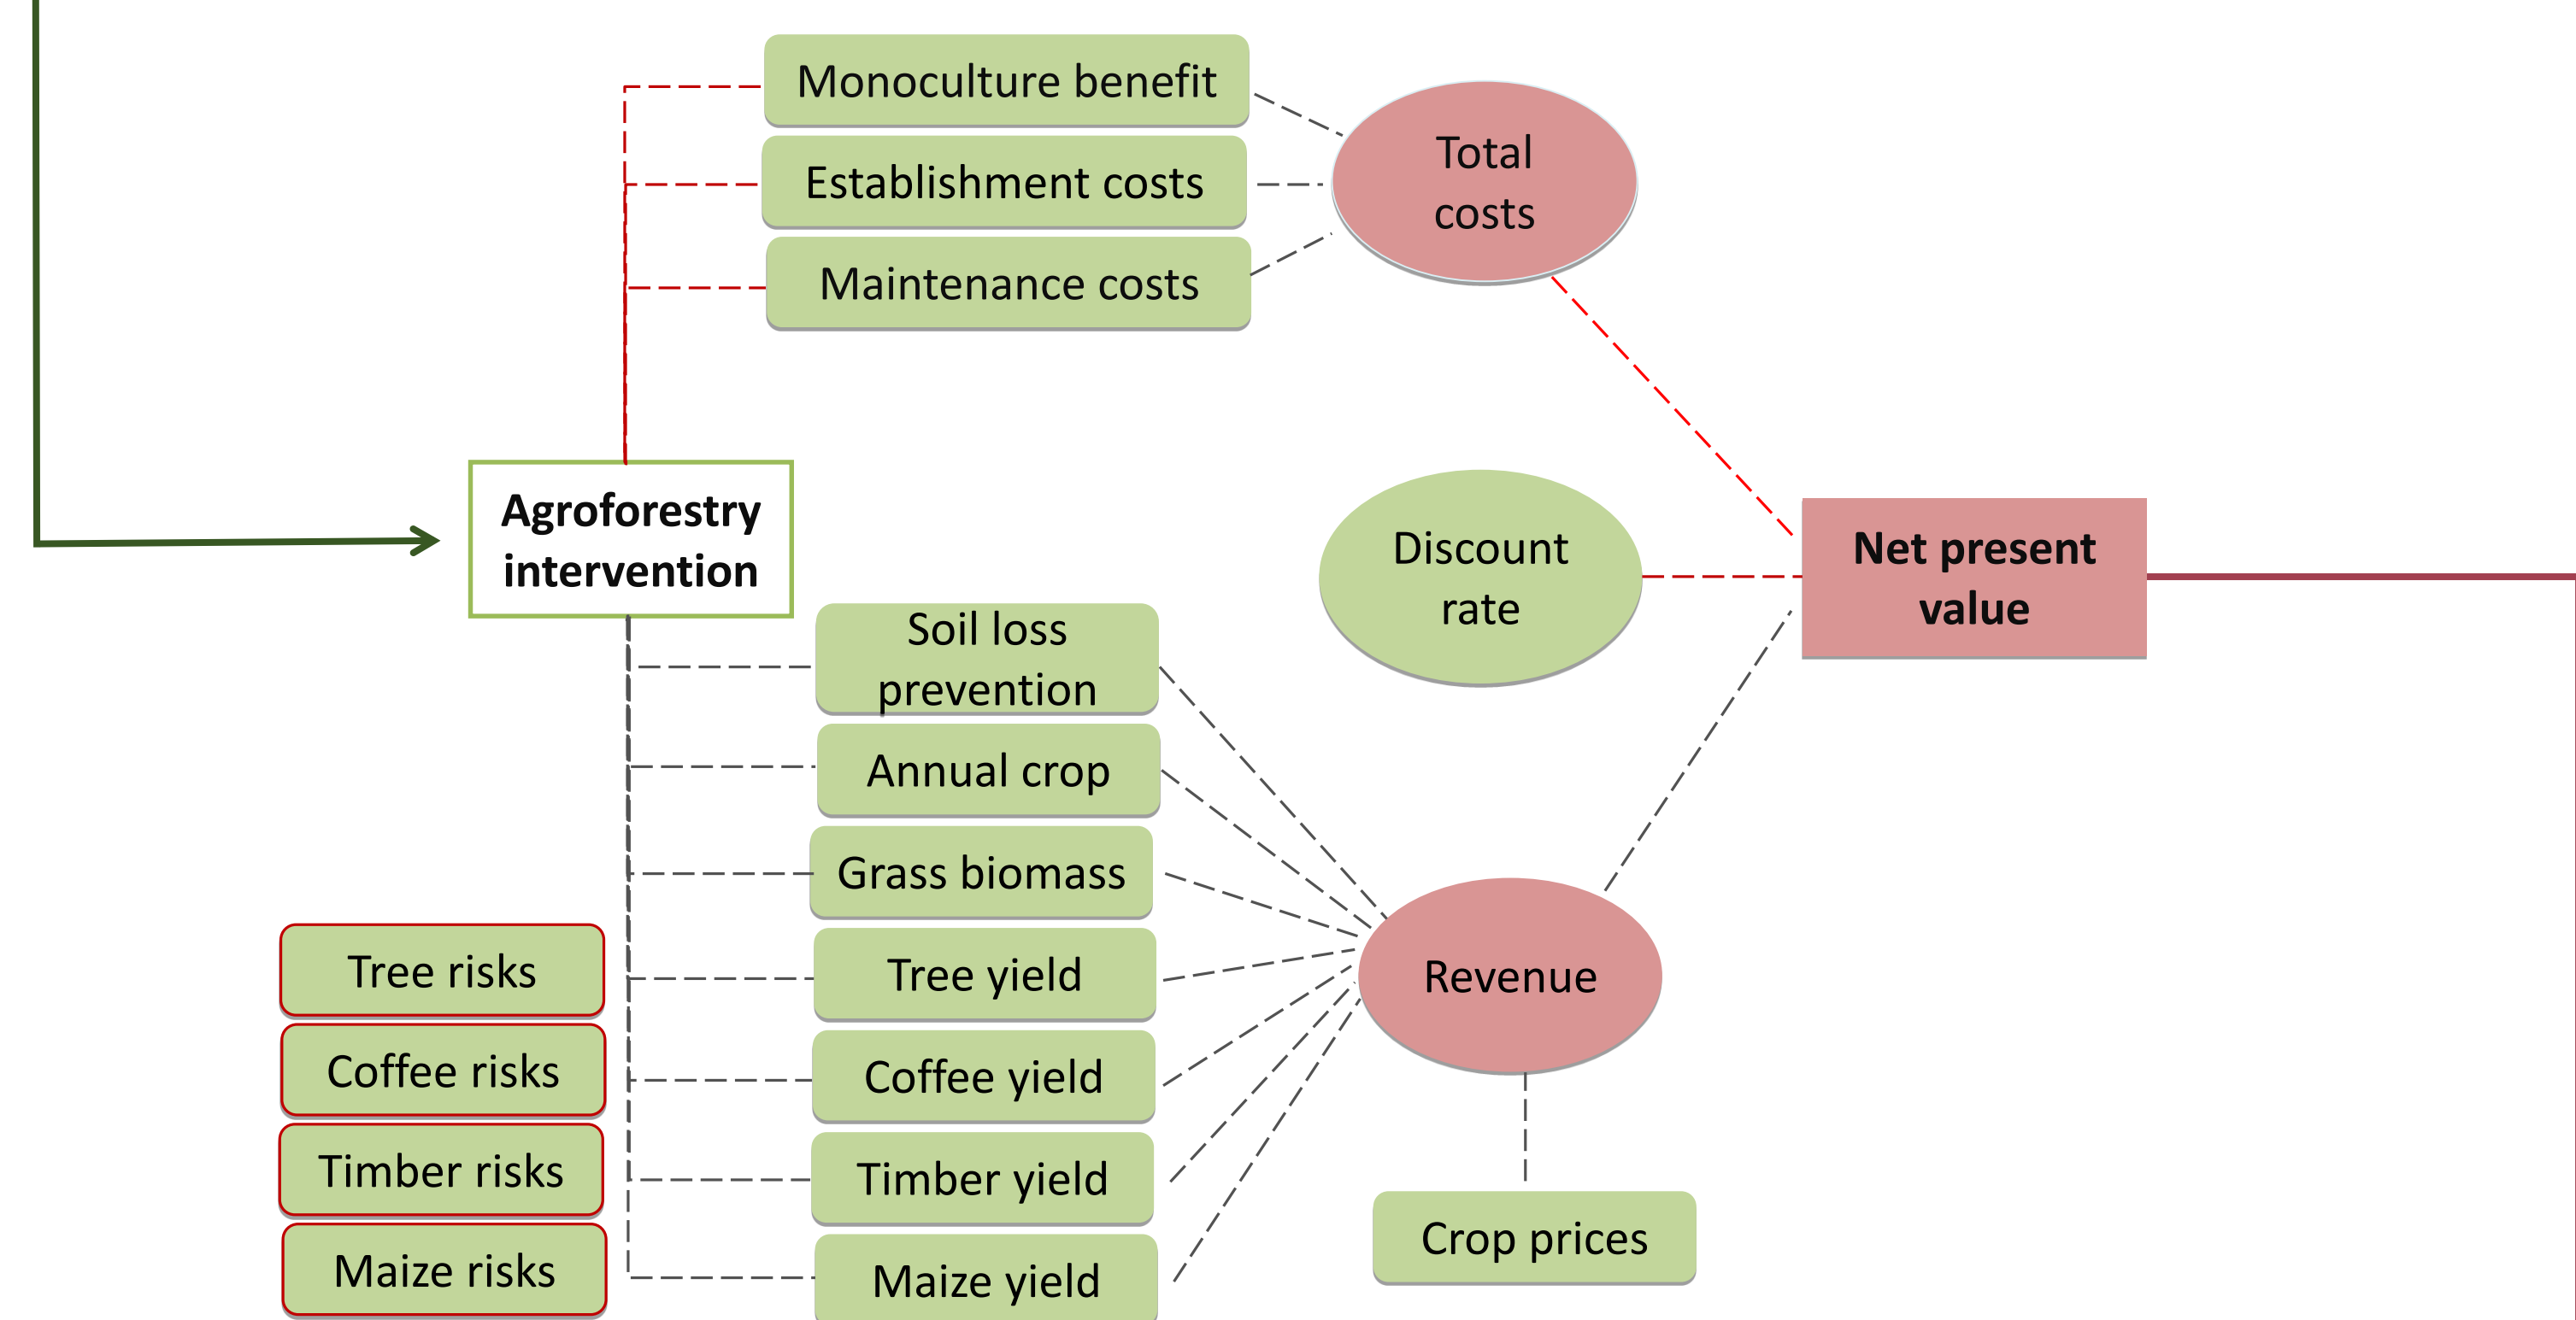 Monoculture benefit
Establishment costs
Maintenance costs
Total
costs
Agroforestry
intervention
Discount
rate
Net present
value
Soil loss
prevention
Annual crop
Grass biomass
Tree yield
Coffee yield
Timber yield
Maize yield
Tree risks
Coffee risks
Timber risks
Maize risks
Revenue
Crop prices